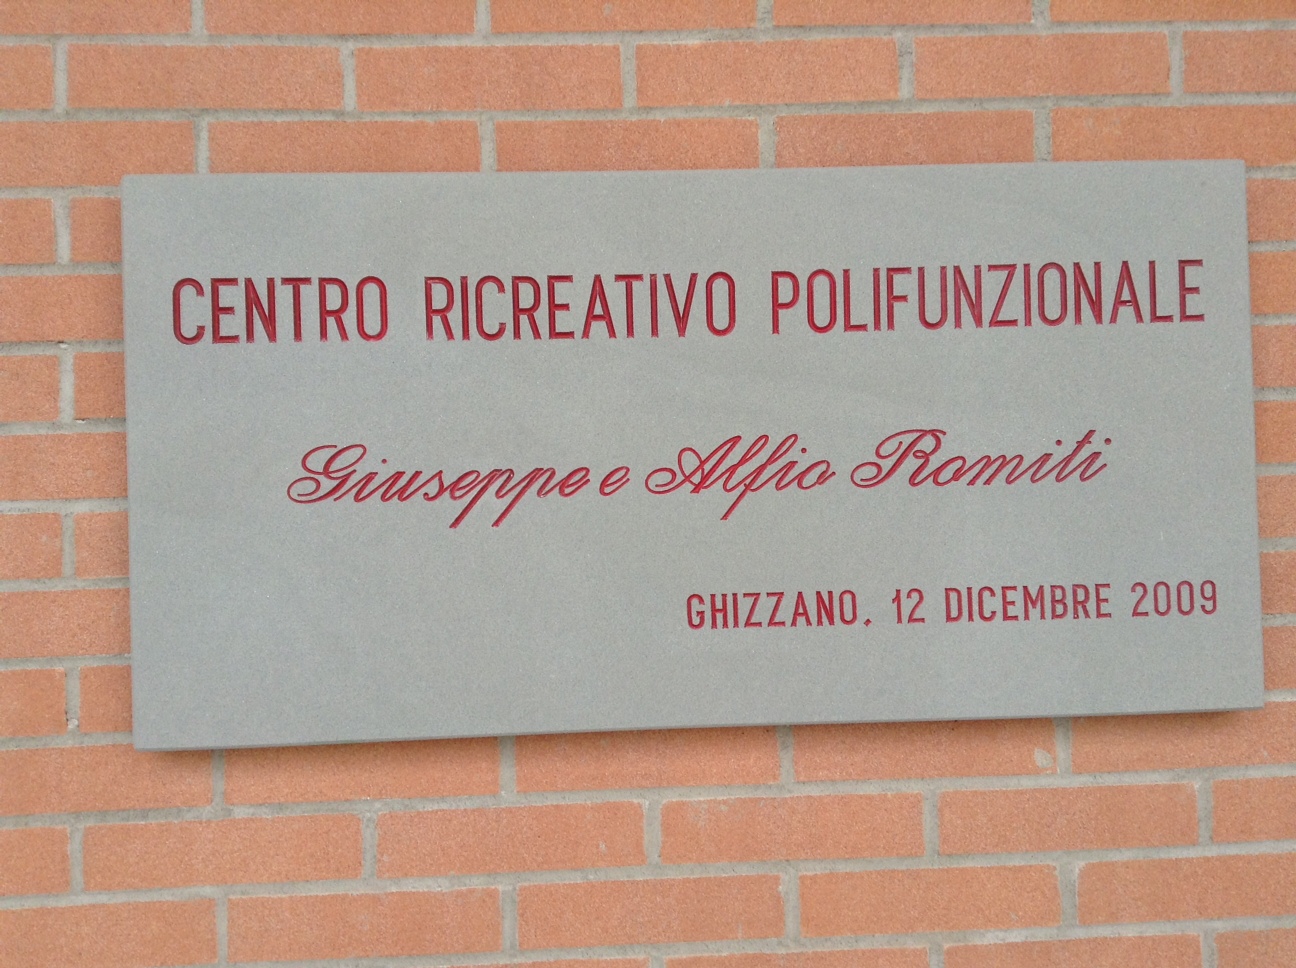 CENTRO RICREATIVO POLIFUNZIONALE
Giuseppe e Alfio Romiti
GHIZZANO, 12 DICEMBRE 2009